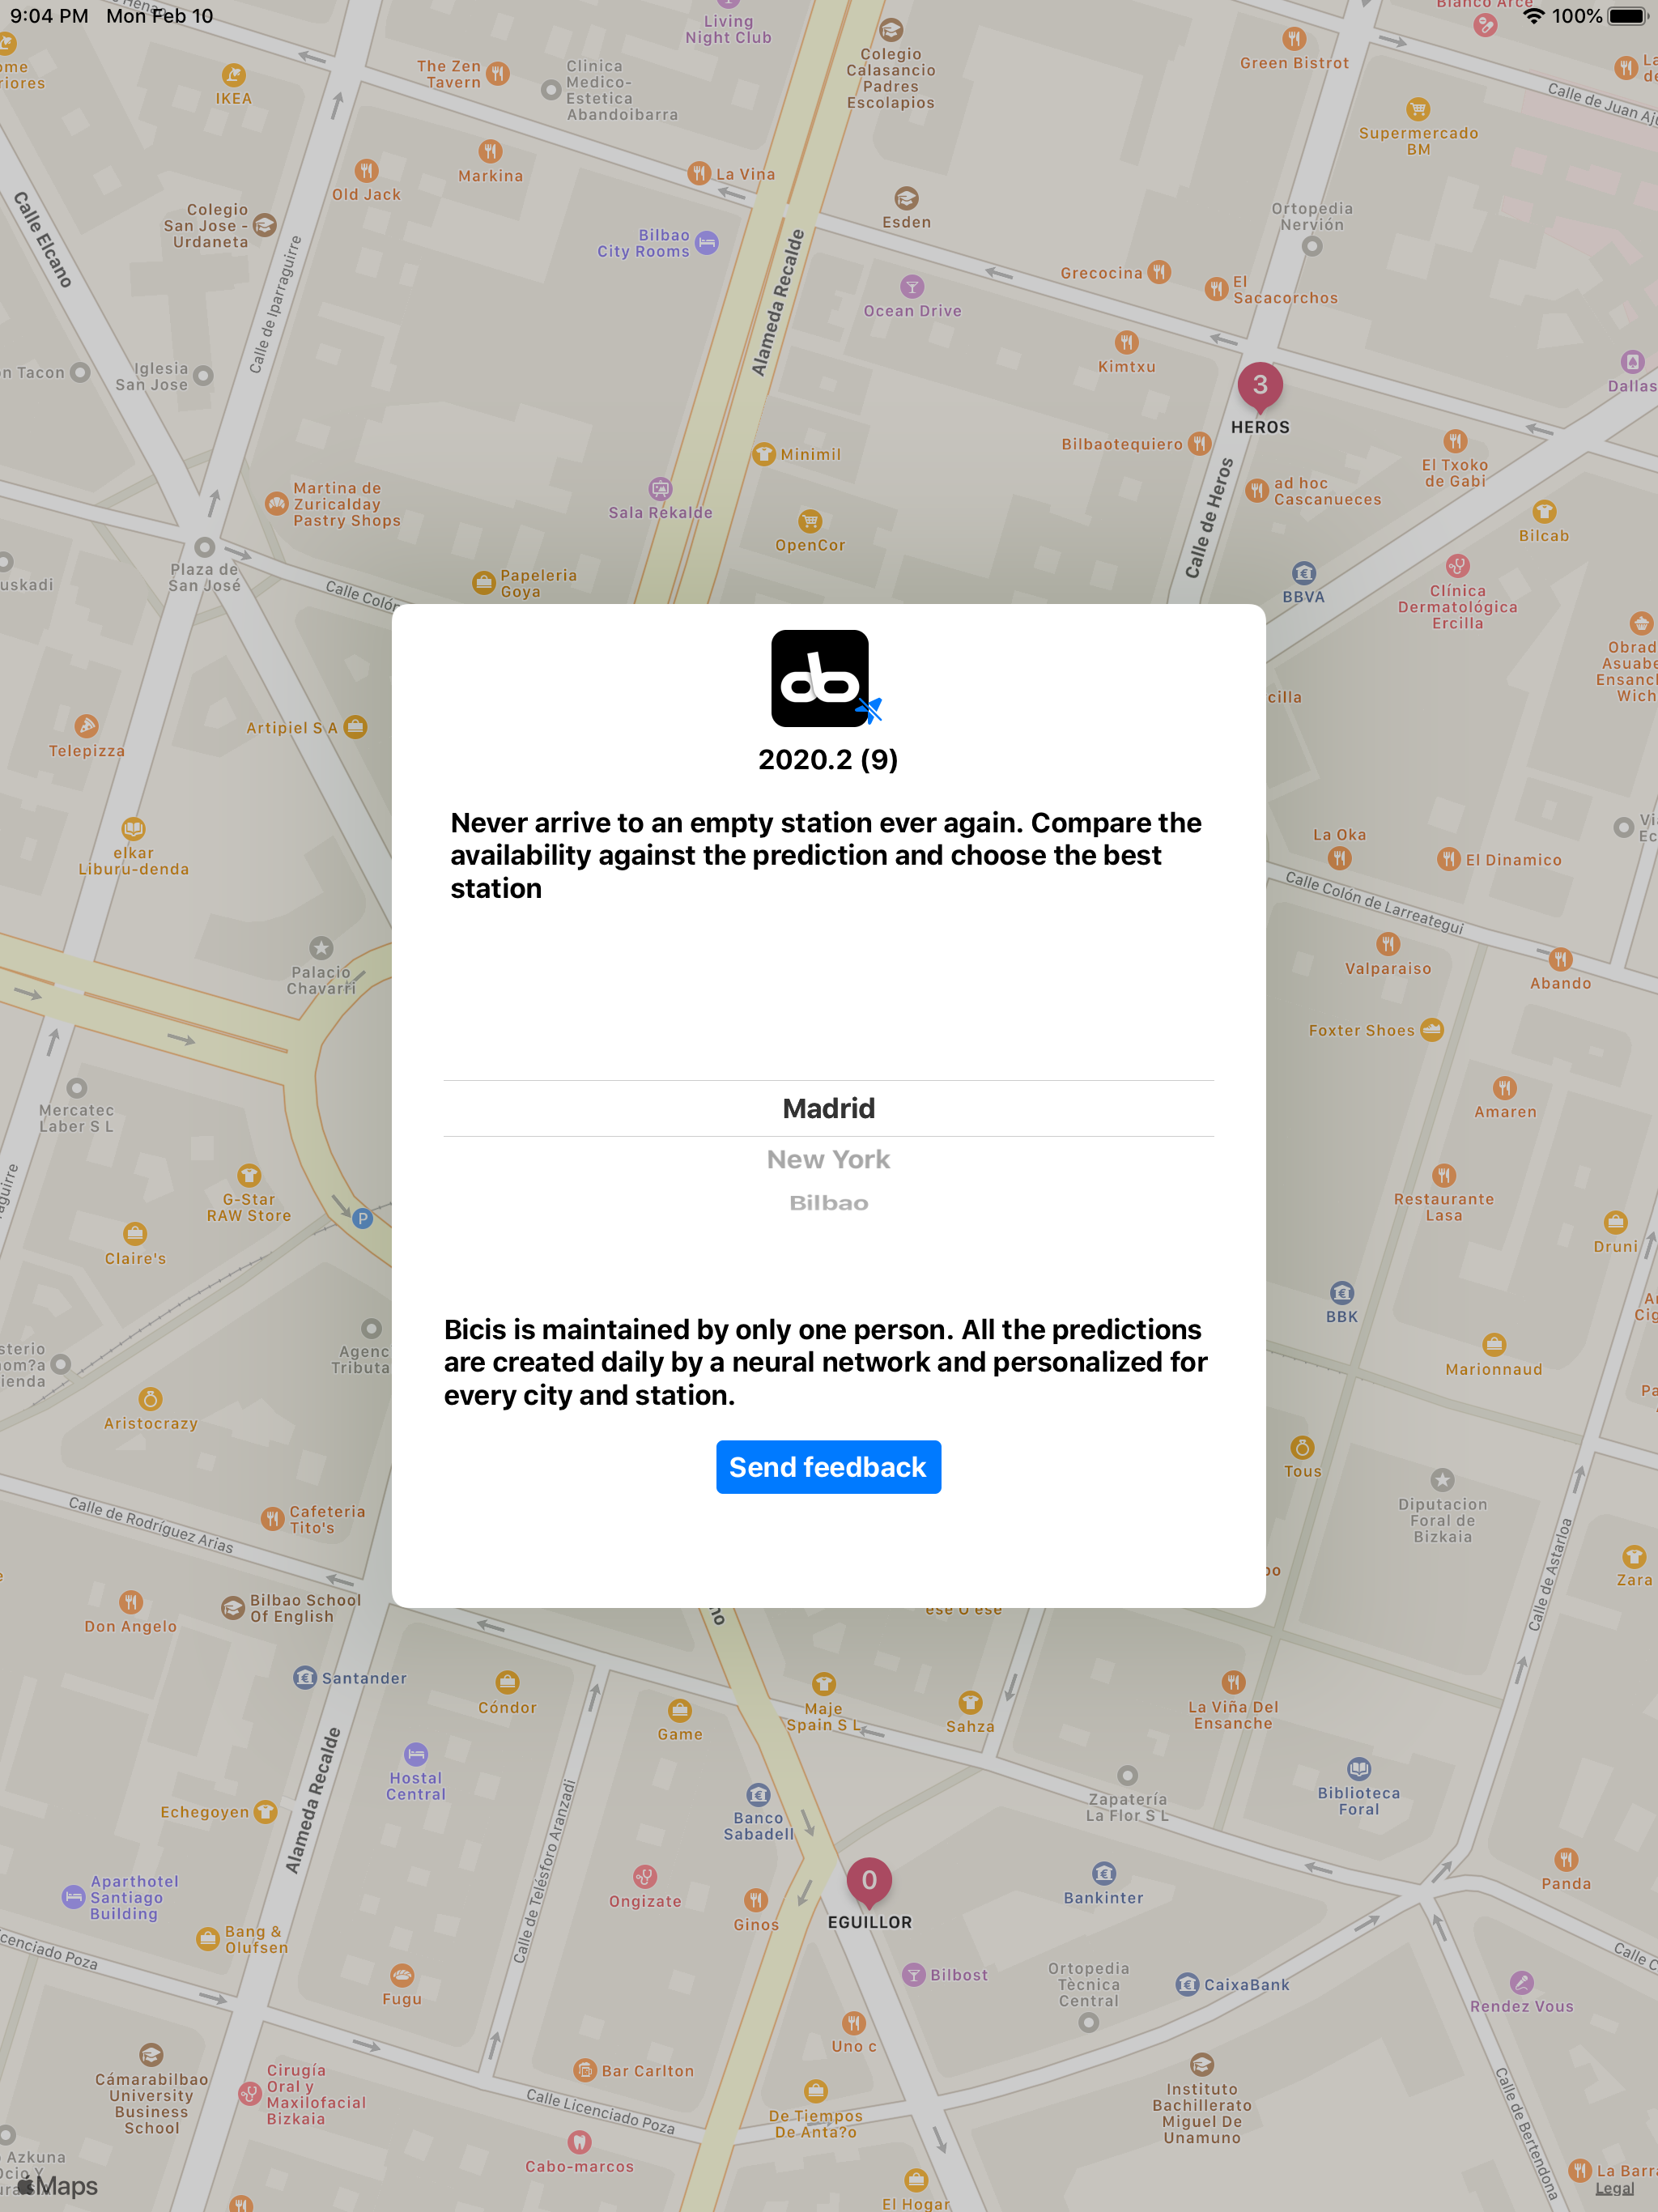 9:04 PM Mon Feb 10
100%
Blanco Arce
Living
Night Club
Colegio
Calasancio
Padres
Escolapios
Green Bistrot
The Zen
Tavern
Clinica
Medico-
Estetica
Abandoibarra
IKEA
Calle de Juan Aju
Supermercado
BM
Markina
La Vina
Old Jack
Colegio
San Jose -
Urdaneta
Esden
Ortopedia
Nervión
Calle Elcano
Bilbao
City Rooms
Alameda Recalde
Calle de Iparraguirre
Grecocina
El
Sacacorchos
Ocean Drive
Iglesia
San Jose
Kimtxu
3
HEROS
Dallas
Bilbaotequiero
Minimil
El Txoko
de Gabi
Martina de
Zuricalday
Pastry Shops
Sala Rekalde
ad hoc
Cascanueces
Calle de Heros
OpenCor
Bilcab
Plaza de
San José
Papeleria
Goya
BBVA
Clínica
Dermatológica
Ercilla
Calle Colón
db
2020.2 (9)
Never arrive to an empty station ever again. Compare the
availability against the prediction and choose the best
station
Madrid
New York
Bilbao
Bicis is maintained by only one person. All the predictions
are created daily by a neural network and personalized for
every city and station.
Send feedback
Telepizza
Artipiel S A
elkar
Liburu-denda
Palacio
Chavarri
Mercatec
Laber S L
G-Star
RAW Store
P
Claire's
Aristocrazy
La Oka
El Dinamico
Calle Colón de Larreategui
Valparaiso
Abando
Foxter Shoes
Amaren
Restaurante
Lasa
Druni
BBK
Marionnaud
Tous
Diputacion
Foral de
Bizkaia
Calle de Astarloa
Zara
Calle de Rodríguez Arias
Cafeteria
Tito's
Don Angelo
Bilbao School
Of English
Santander
Cóndor
Game
Maje
Spain S L
Sahza
La Viña Del
Ensanche
Hostal
Central
Alameda Recalde
Echegoyen
Calle de Telésforo Aranzadi
Banco
Sabadell
Zapatería
La Flor S L
Biblioteca
Foral
Aparthotel
Santiago
Building
Ongizate
0
EGUILLOR
Ginos
Bankinter
Panda
Bang &
Olufsen
Fugu
Bilbost
Ortopedia
Tècnica
Central
CaixaBank
Rendez Vous
Uno c
Cámarabilbao
University
Business
School
Cirugía
Oral y
Maxilofacial
Bizkaia
Bar Carlton
Calle Licenciado Poza
De Tiempos
De Anta?o
Instituto
Bachillerato
Miguel De
Unamuno
Calle de Bertendona
Cabo-marcos
Maps
El Hogar
La Barra
Legal